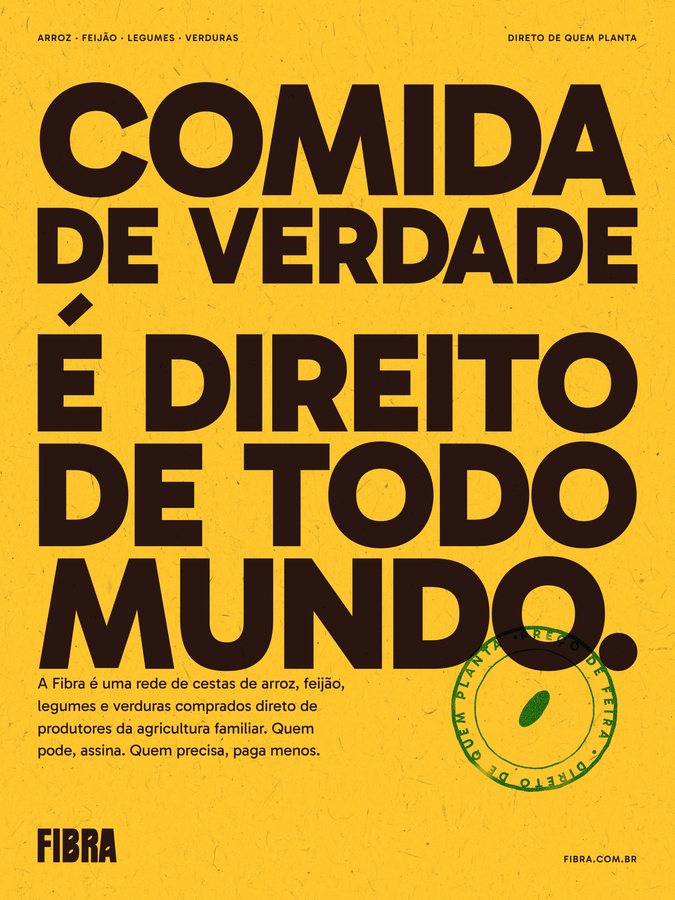 ARROZ · FEIJÃO · LEGUMES · VERDURAS
DIRETO DE QUEM PLANTA
COMIDA
DE VERDADE
É DIREITO
DE TODO
MUNDO.
A Fibra é uma rede de cestas de arroz, feijão,
legumes e verduras comprados direto de
produtores da agricultura familiar. Quem
pode, assina. Quem precisa, paga menos.
PREÇO DE FEIRA • DIRETO DE QUEM PLANTA •
FIBRA
FIBRA.COM.BR